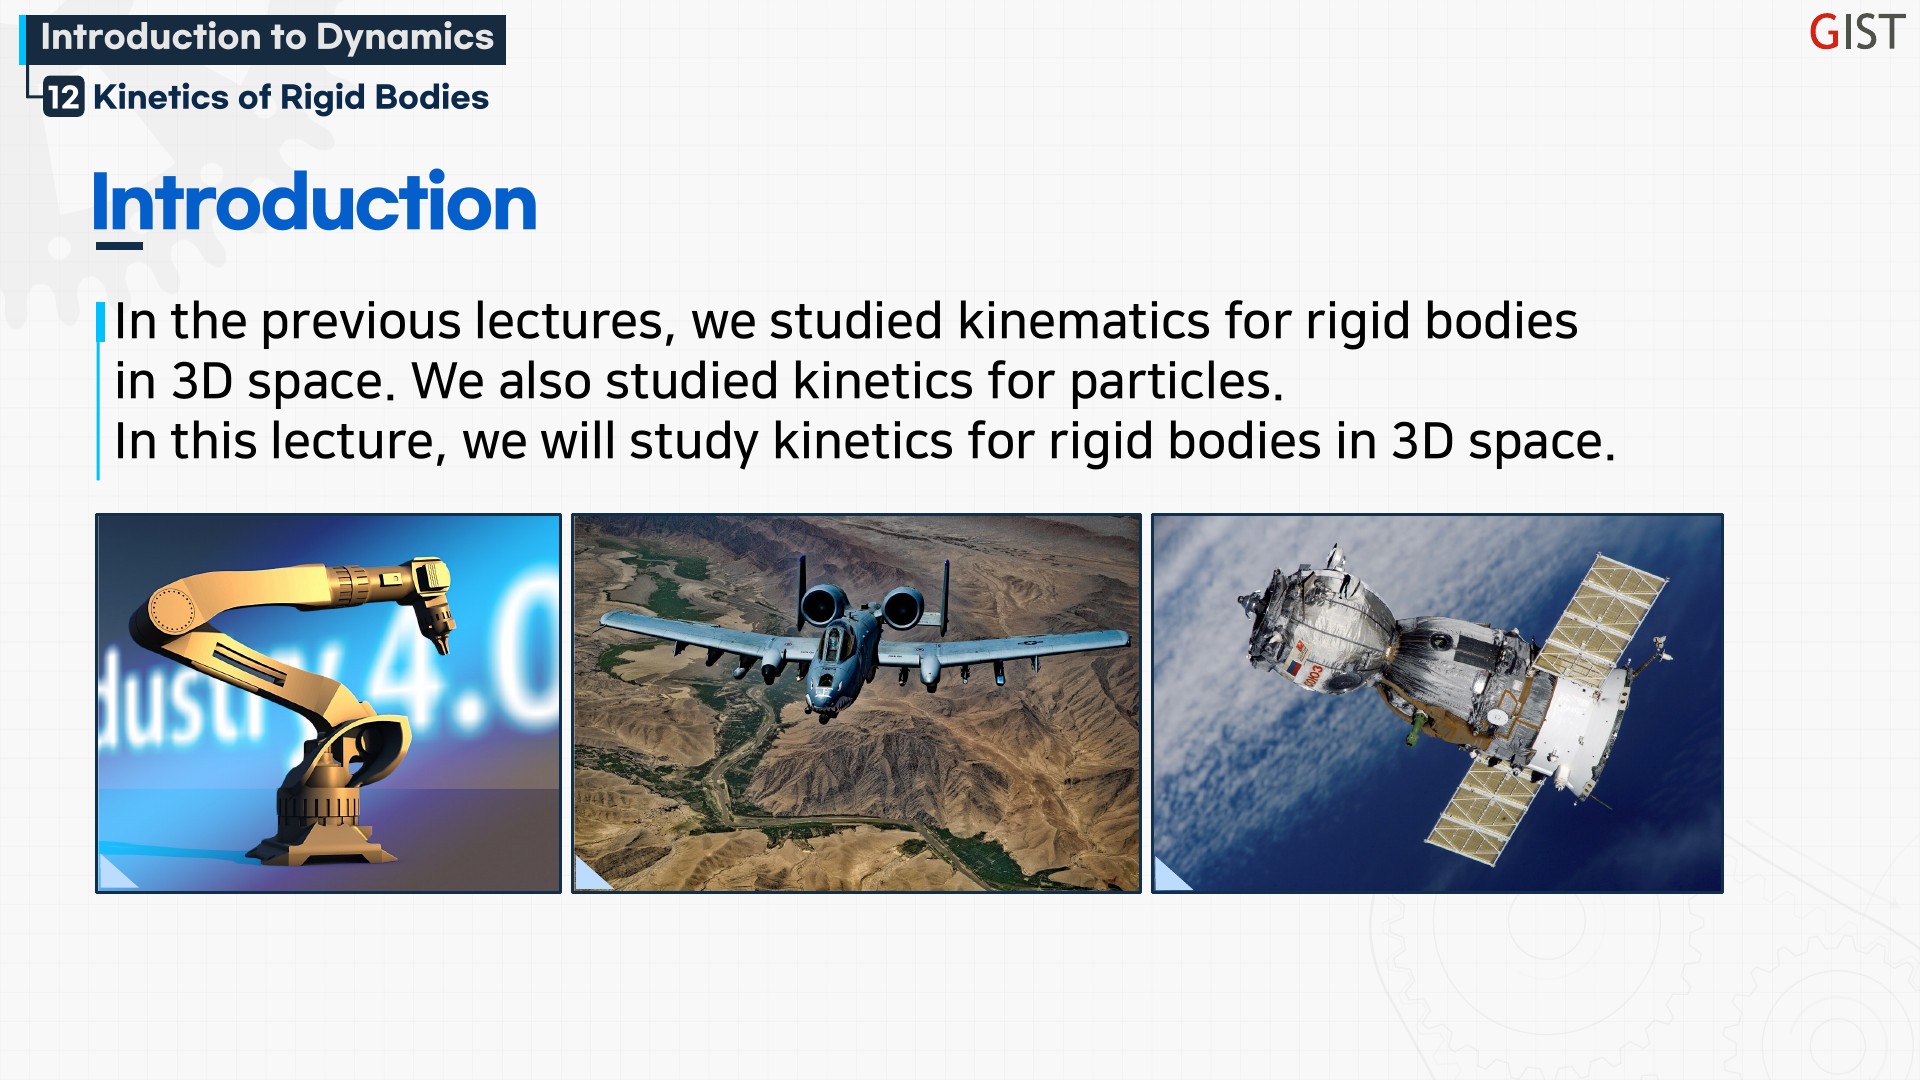 Introduction to Dynamics
GIST
12 Kinetics of Rigid Bodies
Introduction
In the previous lectures, we studied kinematics for rigid bodies
in 3D space. We also studied kinetics for particles.
In this lecture, we will study kinetics for rigid bodies in 3D space.
dustry 4.0
СОЮЗ